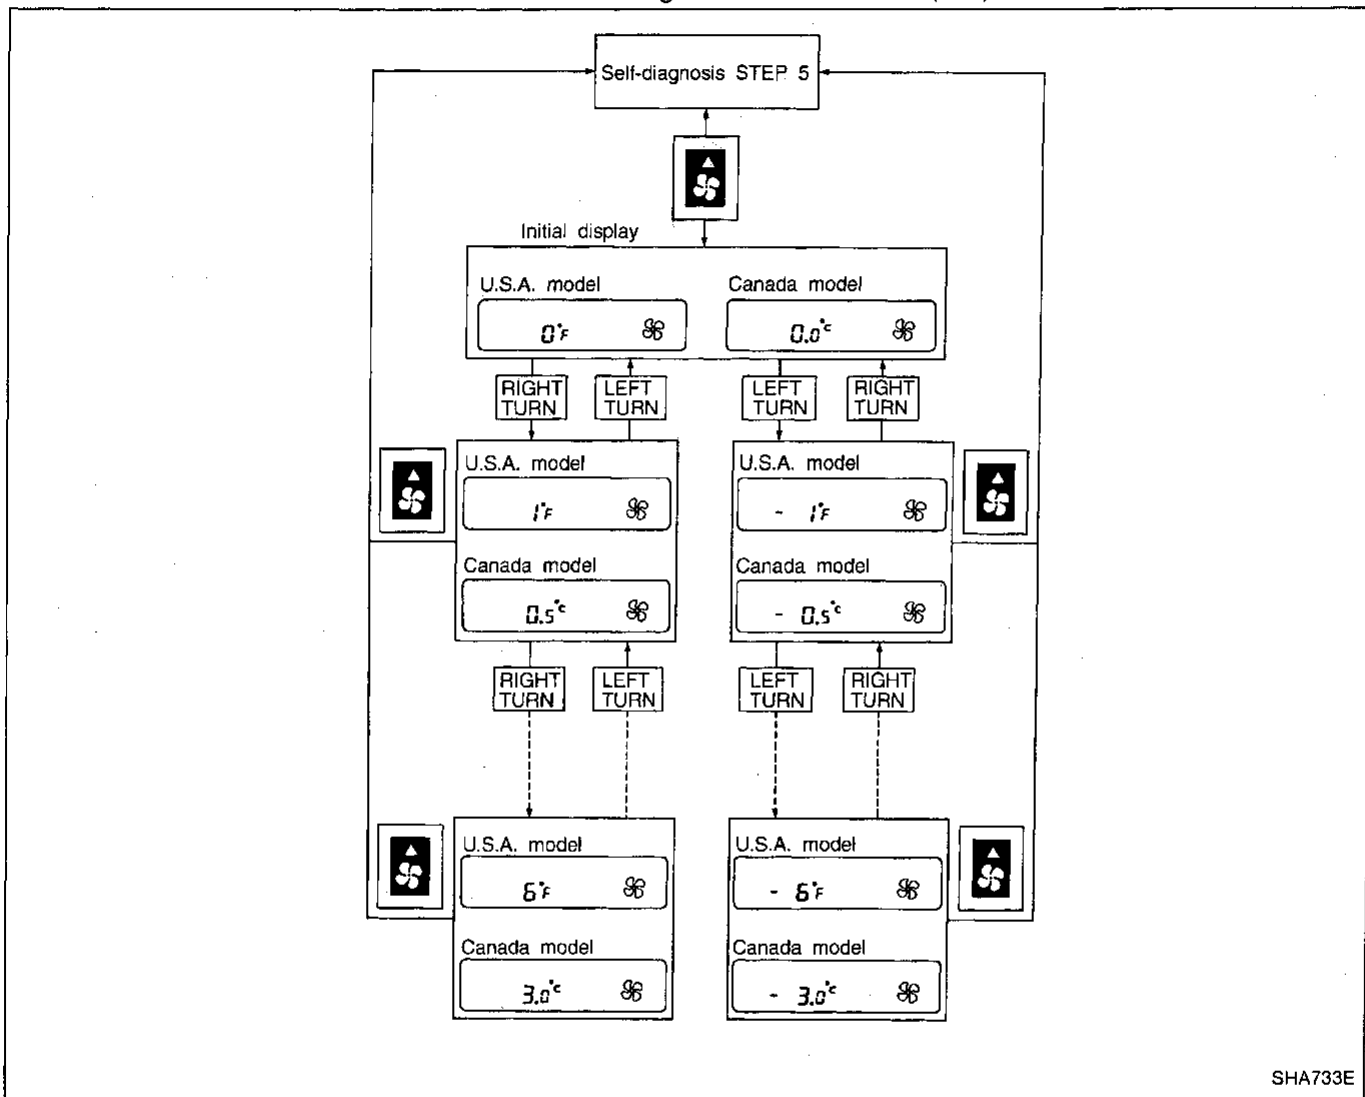 Self-diagnosis STEP 5
Initial display
U.S.A. model
Canada model
0°F
0.0°C
RIGHT TURN
LEFT TURN
LEFT TURN
RIGHT TURN
U.S.A. model
1°F
Canada model
0.5°C
U.S.A. model
- 1°F
Canada model
- 0.5°C
RIGHT TURN
LEFT TURN
LEFT TURN
RIGHT TURN
U.S.A. model
6°F
Canada model
3.0°C
U.S.A. model
- 6°F
Canada model
- 3.0°C
SHA733E